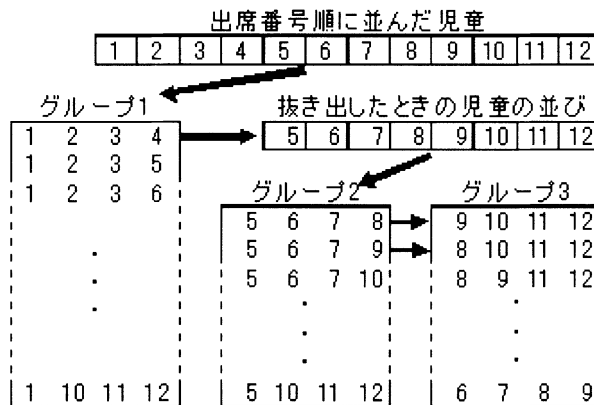 出席番号順に並んだ児童
1 2 3 4 5 6 7 8 9 10 11 12
グループ1
抜き出したときの児童の並び
1 2 3 4
5 6 7 8 9 10 11 12
1 2 3 5
1 2 3 6
グループ2 グループ3
5 6 7 8 9 10 11 12
5 6 7 9 8 10 11 12
5 6 7 10 8 9 11 12
1 10 11 12 5 10 11 12 6 7 8 9